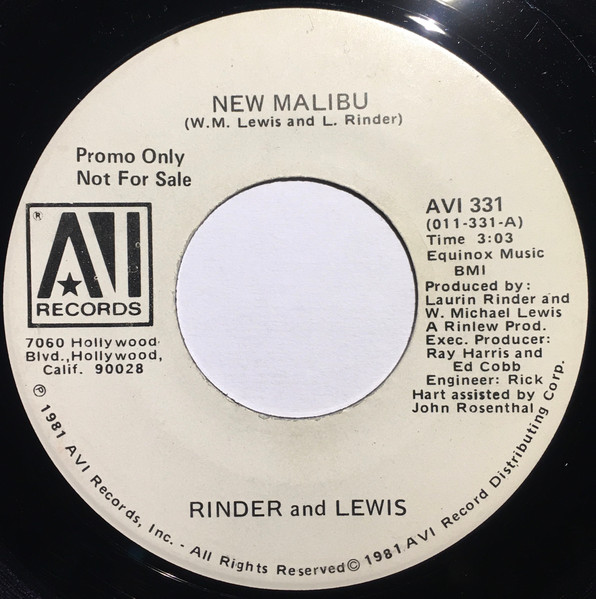 NEW MALIBU
(W.M. Lewis and L. Rinder)
Promo Only
Not For Sale
® AVI
RECORDS
7060 Hollywood
Blvd.,Hollywood,
Calif. 90028
AVI 331
(011-331-A)
Time 3:03
Equinox Music
BMI
Produced by:
Laurin Rinder and
W. Michael Lewis
A Rinlew Prod.
Exec. Producer:
Ray Harris and
Ed Cobb
Engineer: Rick
Hart assisted by
John Rosenthal
RINDER and LEWIS
℗ 1981 AVI Records, Inc. - All Rights Reserved © 1981 AVI Record Distributing Corp.